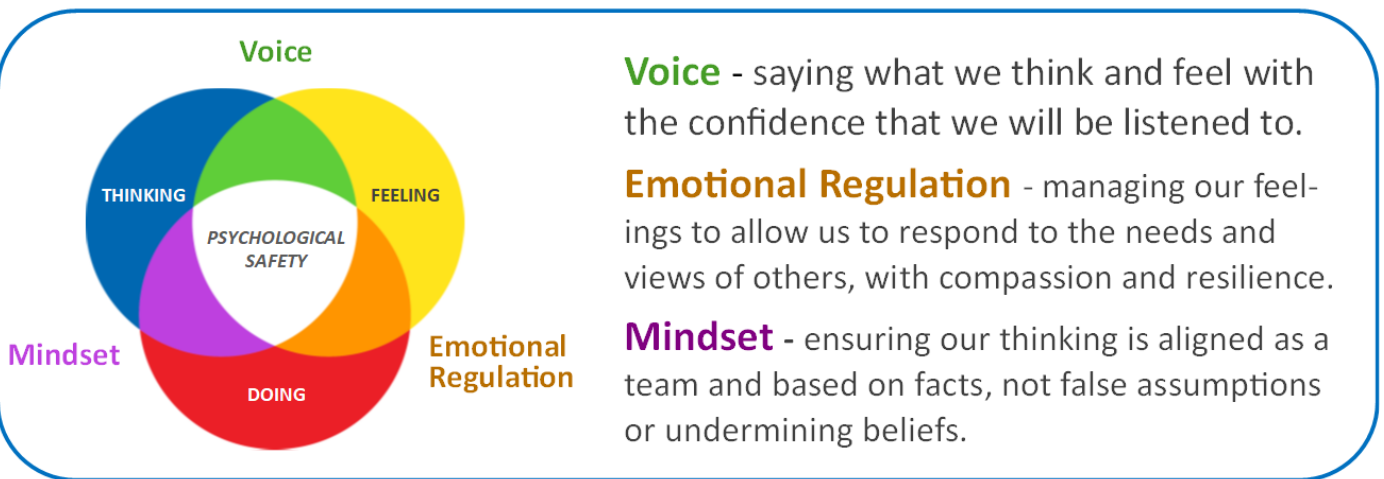 Voice
THINKING
FEELING
PSYCHOLOGICAL
SAFETY
Mindset
Emotional
Regulation
DOING
Voice - saying what we think and feel with
the confidence that we will be listened to.
Emotional Regulation - managing our feel-
ings to allow us to respond to the needs and
views of others, with compassion and resilience.
Mindset - ensuring our thinking is aligned as a
team and based on facts, not false assumptions
or undermining beliefs.